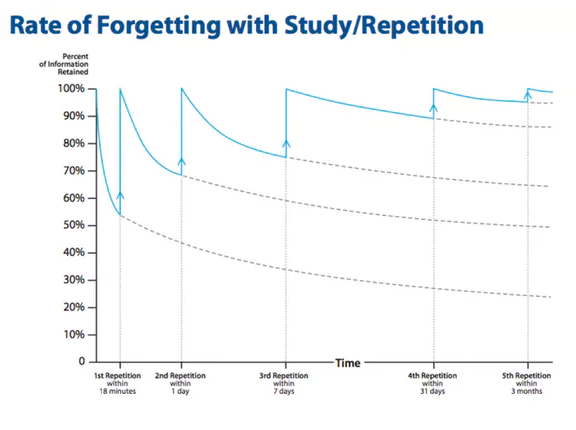 Rate of Forgetting with Study/Repetition
Percent
of Information
Retained
100%
90%
80%
70%
60%
50%
40%
30%
20%
10%
0
Time
1st Repetition
within
18 minutes
2nd Repetition
within
1 day
3rd Repetition
within
7 days
4th Repetition
within
31 days
5th Repetition
within
3 months